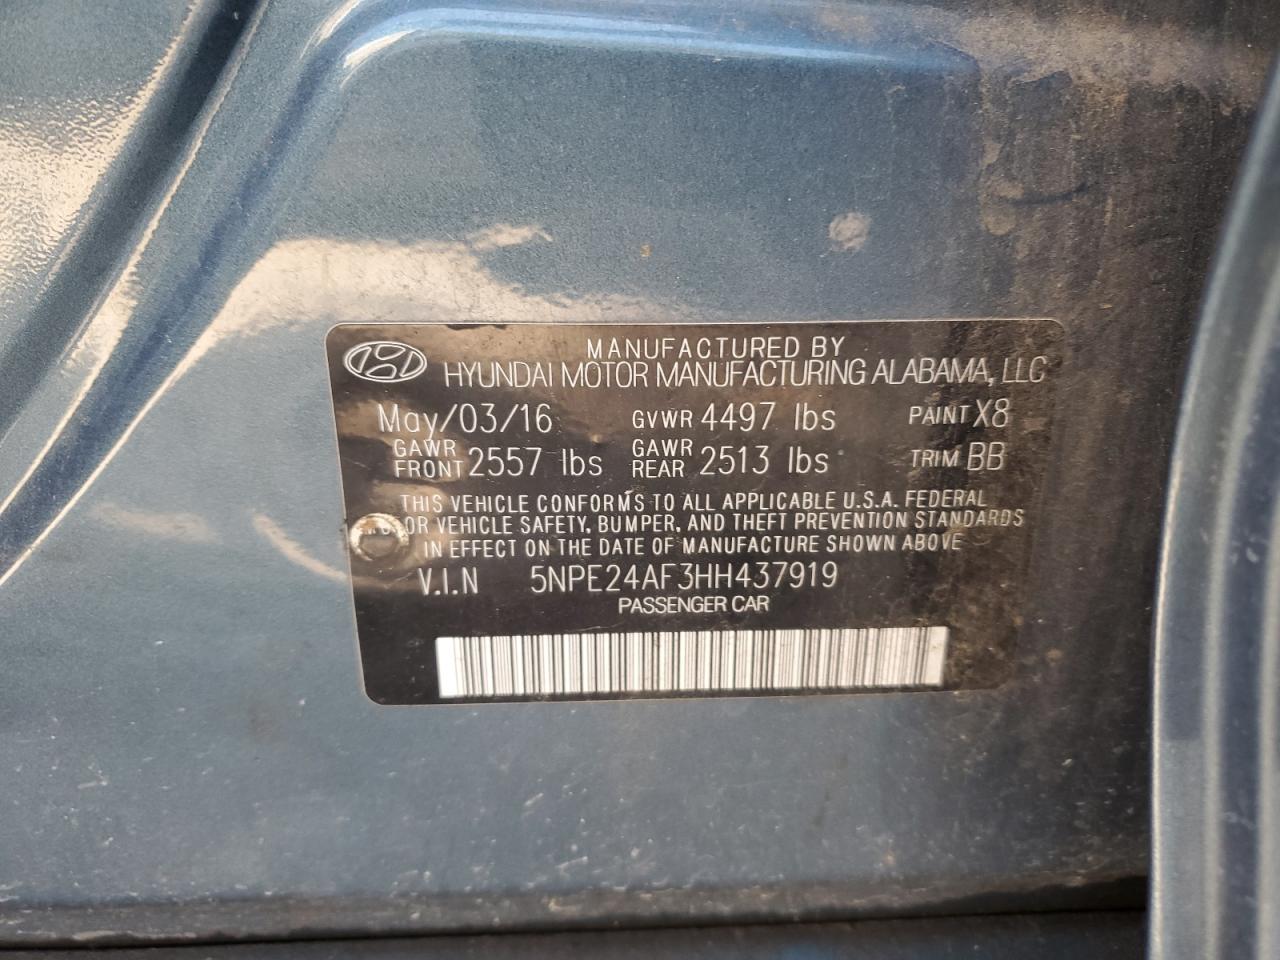 MANUFACTURED BY
HYUNDAI MOTOR MANUFACTURING ALABAMA, LLC
May/03/16 GVWR 4497 lbs PAINT X8
GAWR FRONT 2557 lbs GAWR REAR 2513 lbs TRIM BB
THIS VEHICLE CONFORMS TO ALL APPLICABLE U.S.A. FEDERAL
OR VEHICLE SAFETY, BUMPER, AND THEFT PREVENTION STANDARDS
IN EFFECT ON THE DATE OF MANUFACTURE SHOWN ABOVE
V.I.N 5NPE24AF3HH437919
PASSENGER CAR